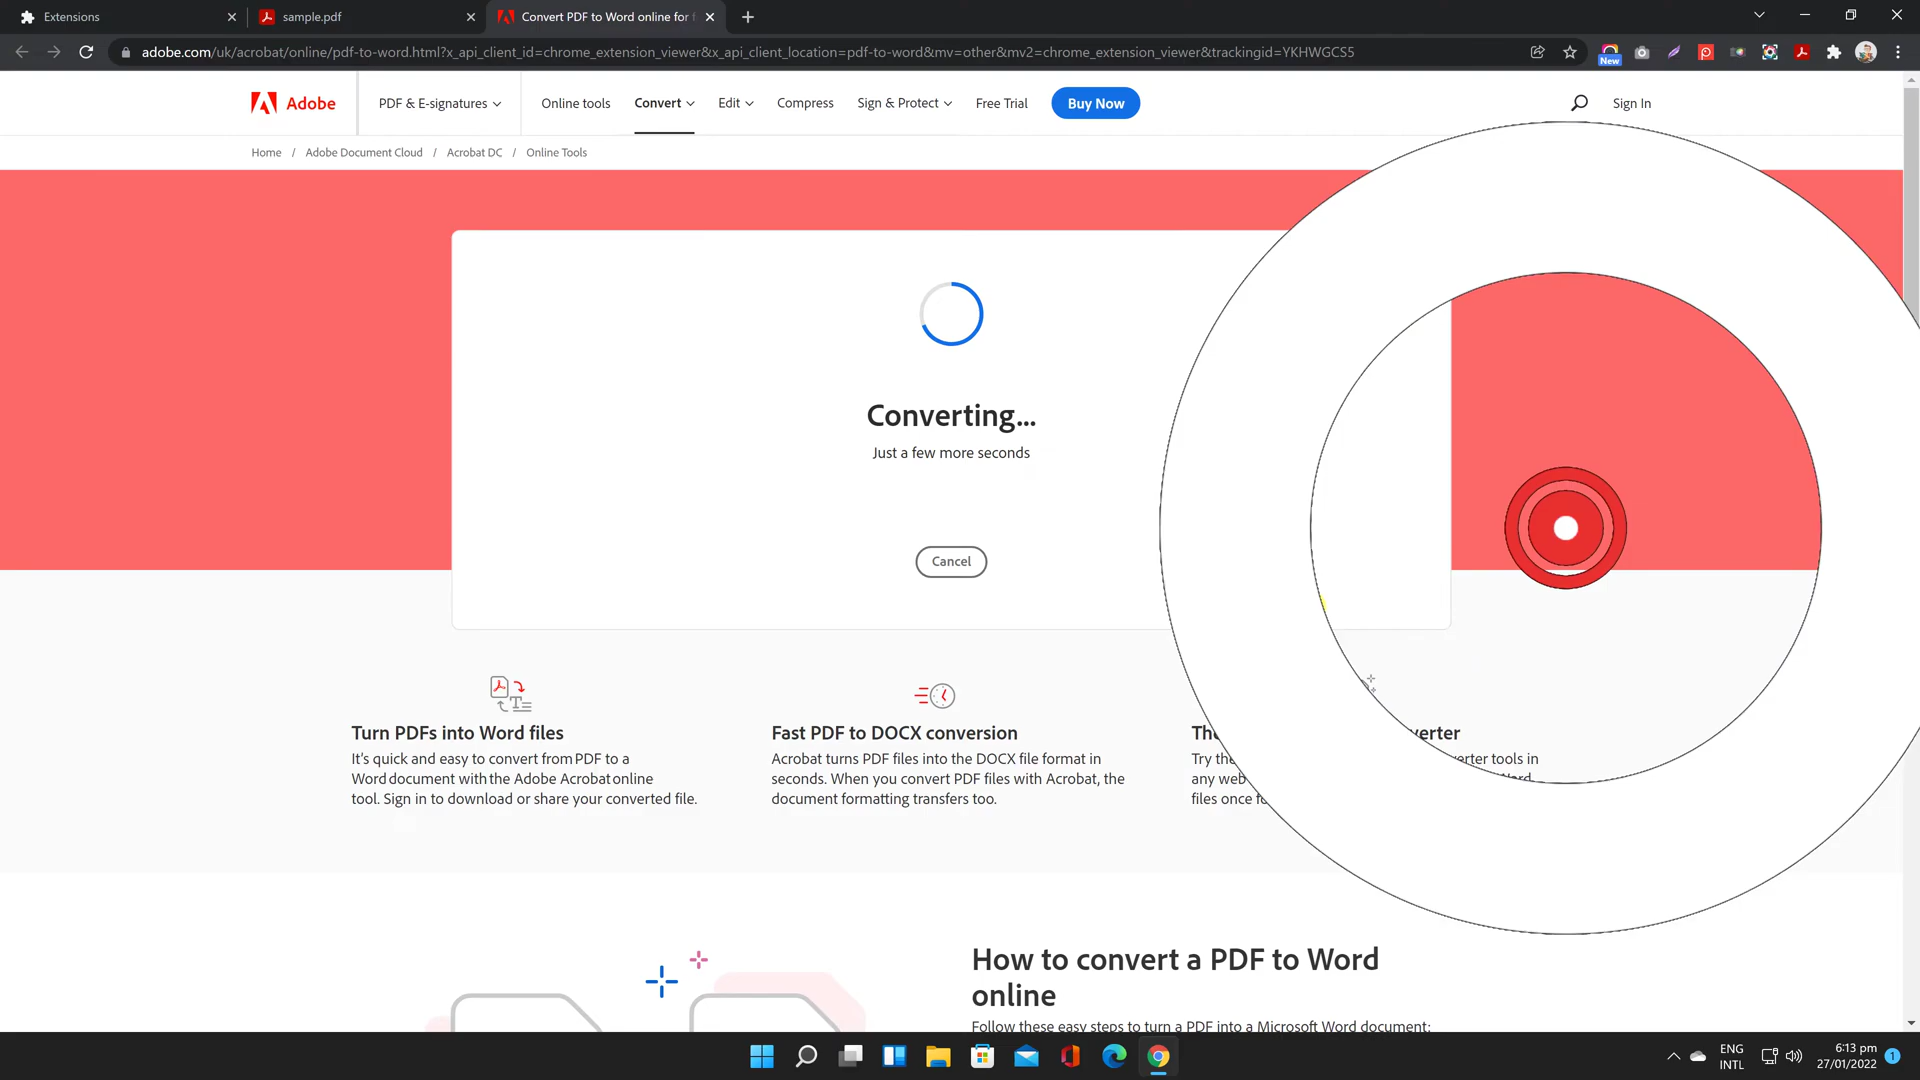 Extensions
sample.pdf
Convert PDF to Word online for
adobe.com/uk/acrobat/online/pdf-to-word.html?x_api_client_id=chrome_extension_viewer&x_api_client_location=pdf-to-word&mv=other&mv2=chrome_extension_viewer&trackingid=YKHWGCS5
New
Adobe
PDF & E-signatures
Online tools
Convert
Edit
Compress
Sign & Protect
Free Trial
Buy Now
Sign In
Home / Adobe Document Cloud / Acrobat DC / Online Tools
Converting...
Just a few more seconds
Cancel
Turn PDFs into Word files
It's quick and easy to convert from PDF to a
Word document with the Adobe Acrobat online
tool. Sign in to download or share your converted file.
Fast PDF to DOCX conversion
Acrobat turns PDF files into the DOCX file format in
seconds. When you convert PDF files with Acrobat, the
document formatting transfers too.
verter
Try the
erter tools in
any web
Word
files once
How to convert a PDF to Word
online
Follow these easy steps to turn a PDF into a Microsoft Word document:
ENG
INTL
6:13 pm
27/01/2022
1